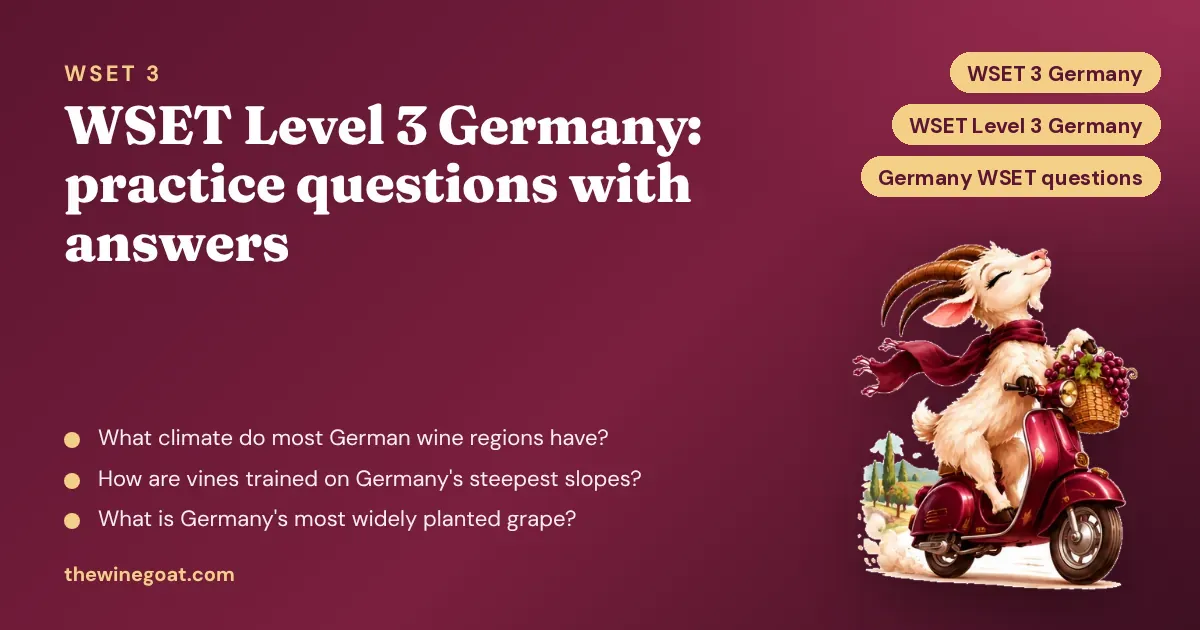 WSET 3
WSET Level 3 Germany:
practice questions with
answers
WSET 3 Germany
WSET Level 3 Germany
Germany WSET questions
What climate do most German wine regions have?
How are vines trained on Germany's steepest slopes?
What is Germany's most widely planted grape?
thewinegoat.com